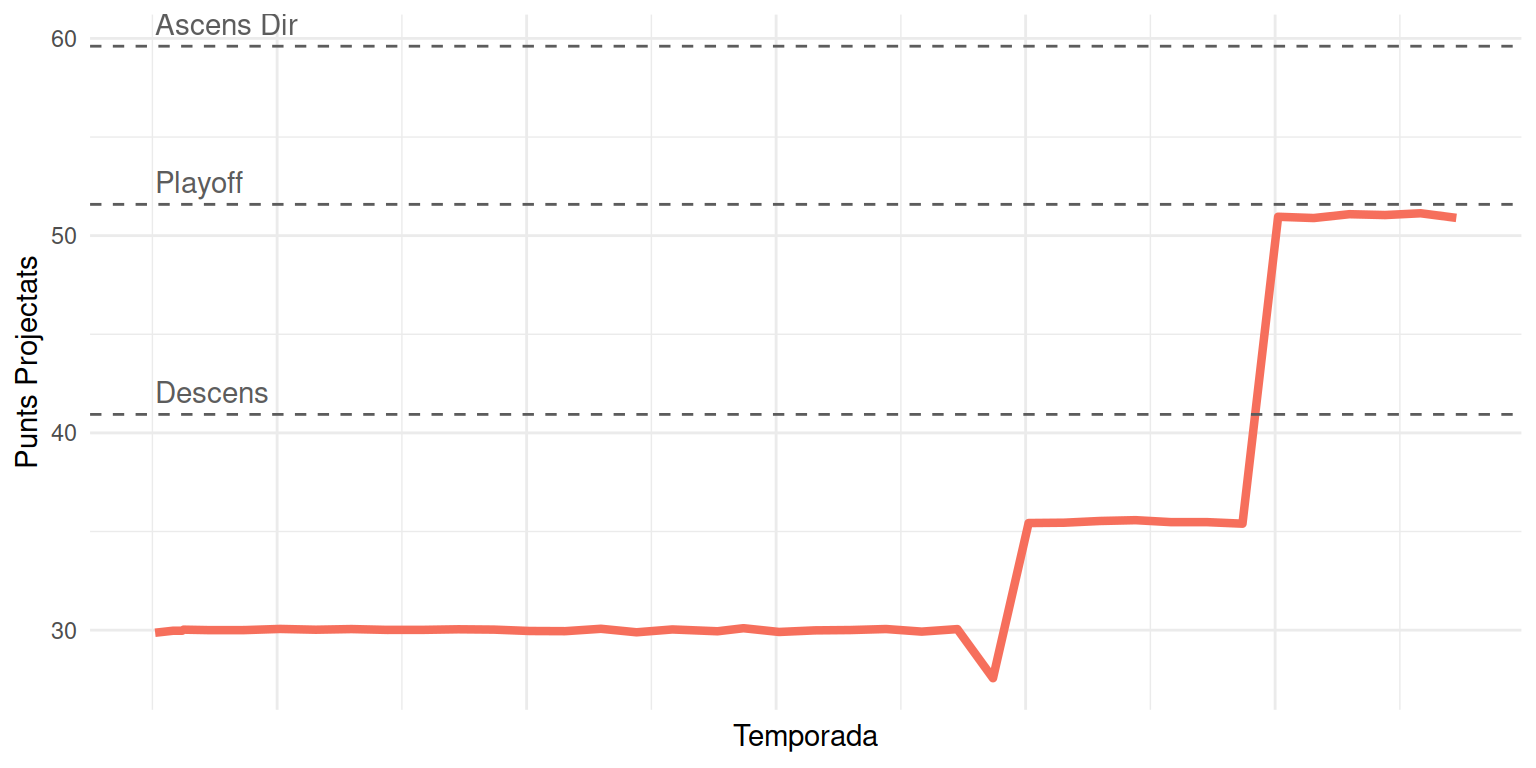 Ascens Dir
60
Playoff
50
Descens
40
30
Punts Projectats
Temporada